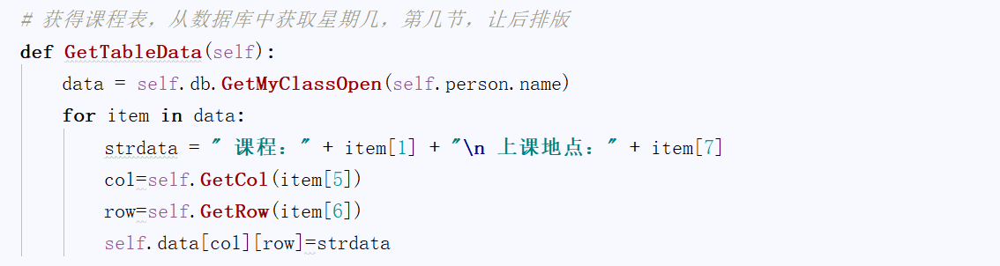 # 获得课程表，从数据库中获取星期几，第几节，让后排版
def GetTableData(self):
    data = self.db.GetMyClassOpen(self.person.name)
    for item in data:
        strdata = " 课程：" + item[1] + "\n 上课地点：" + item[7]
        col=self.GetCol(item[5])
        row=self.GetRow(item[6])
        self.data[col][row]=strdata